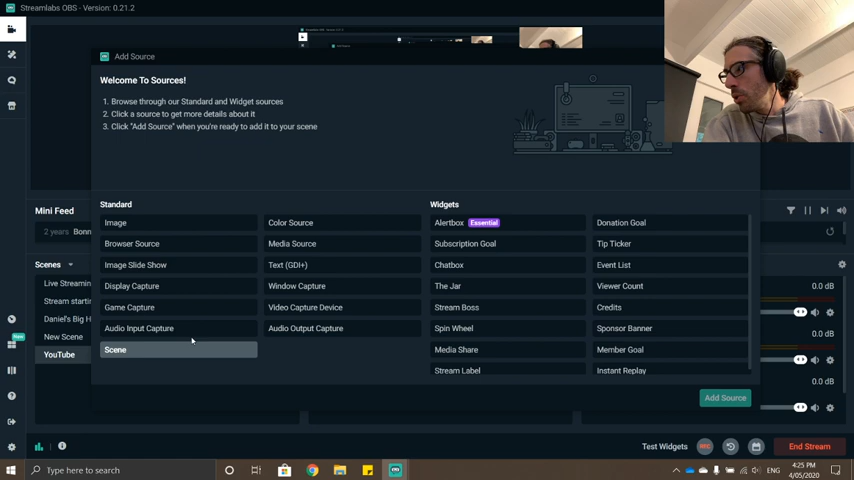 Streamlabs OBS - Version: 0.21.2
Add Source
Welcome To Sources!
1. Browse through our Standard and Widget sources
2. Click a source to get more details about it
3. Click "Add Source" when you're ready to add it to your scene
Standard
Image
Color Source
Browser Source
Media Source
Image Slide Show
Text (GDI+)
Display Capture
Window Capture
Game Capture
Video Capture Device
Audio Input Capture
Audio Output Capture
Scene
Widgets
Alertbox Essential
Donation Goal
Subscription Goal
Tip Ticker
Chatbox
Event List
The Jar
Viewer Count
Stream Boss
Credits
Spin Wheel
Sponsor Banner
Media Share
Member Goal
Stream Label
Instant Replay
Add Source
Mini Feed
2 years Bonn
Scenes
Live Streamin
Stream starti
Daniel's Big H
New Scene
YouTube
New
0.0 dB
0.0 dB
0.0 dB
Test Widgets REC End Stream
Type here to search
ENG
4:25 PM
4/05/2020